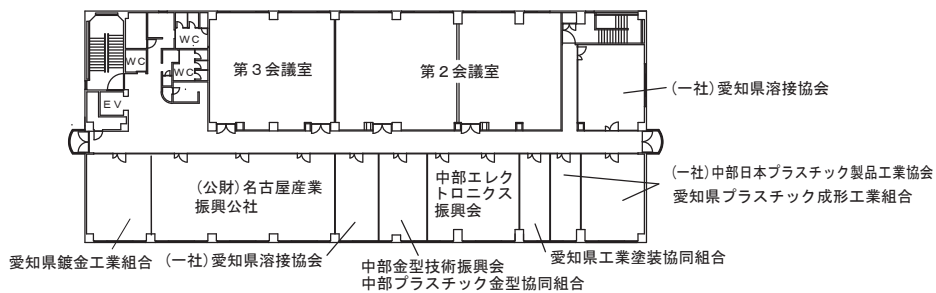 WC
WC
WC
EV
第3会議室
第2会議室
(一社)愛知県溶接協会
(公財)名古屋産業
振興公社
中部エレク
トロニクス
振興会
(一社)中部日本プラスチック製品工業協会
愛知県プラスチック成形工業組合
愛知県鍍金工業組合
(一社)愛知県溶接協会
中部金型技術振興会
中部プラスチック金型協同組合
愛知県工業塗装協同組合